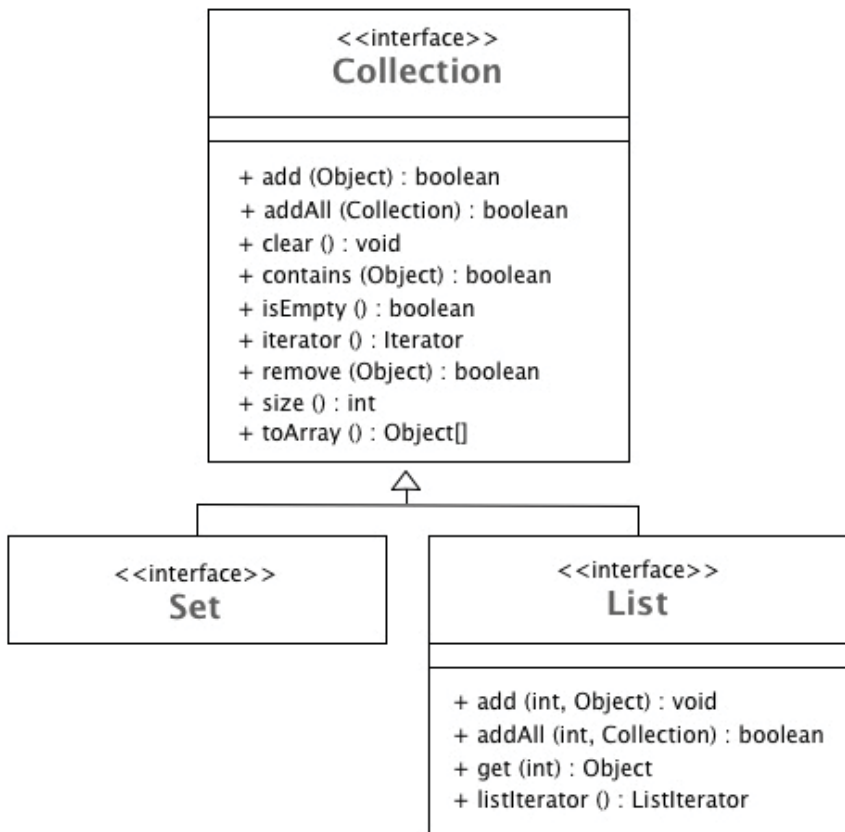 <<interface>>
Collection
+ add (Object) : boolean
+ addAll (Collection) : boolean
+ clear () : void
+ contains (Object) : boolean
+ isEmpty () : boolean
+ iterator () : Iterator
+ remove (Object) : boolean
+ size () : int
+ toArray () : Object[]
<<interface>>
Set
<<interface>>
List
+ add (int, Object) : void
+ addAll (int, Collection) : boolean
+ get (int) : Object
+ listIterator () : ListIterator